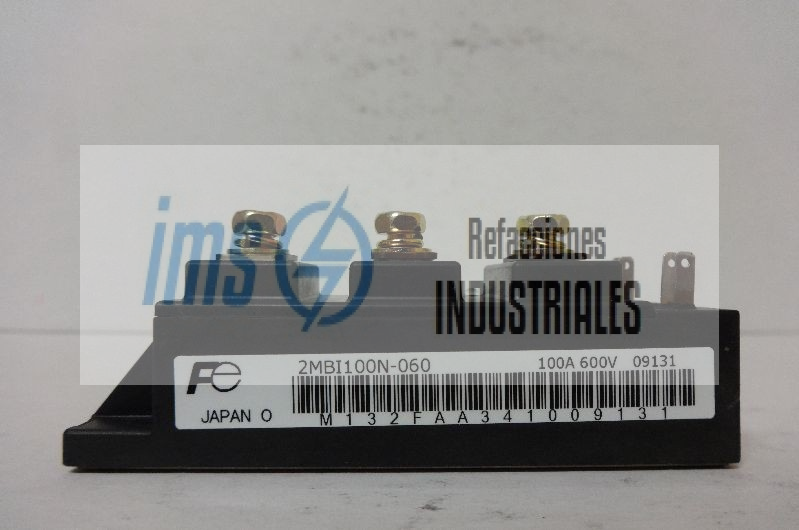 ims
Refacciones
INDUSTRIALES
Fe 2MBI100N-060 100A 600V 09131
JAPAN O
M132FAA341009131